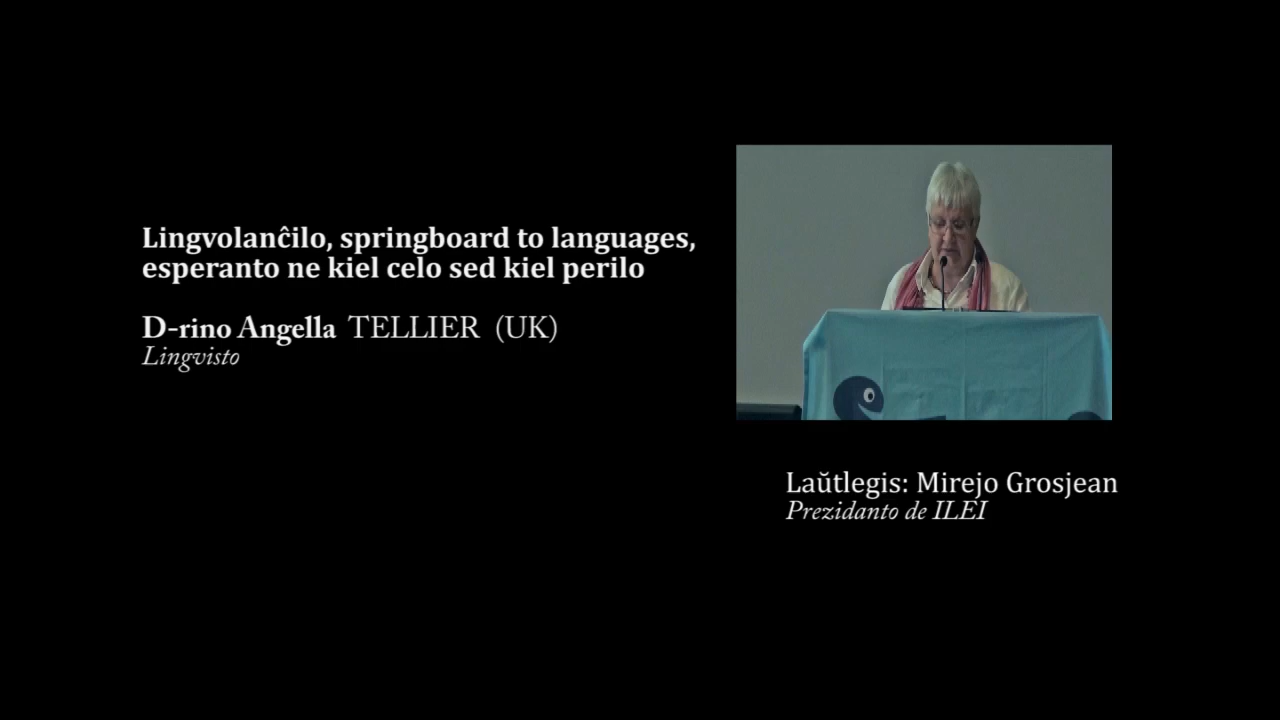 Lingvolanĉilo, springboard to languages,
esperanto ne kiel celo sed kiel perilo
D-rino Angella TELLIER (UK)
Lingvisto
Laŭtlegis: Mirejo Grosjean
Prezidanto de ILEI